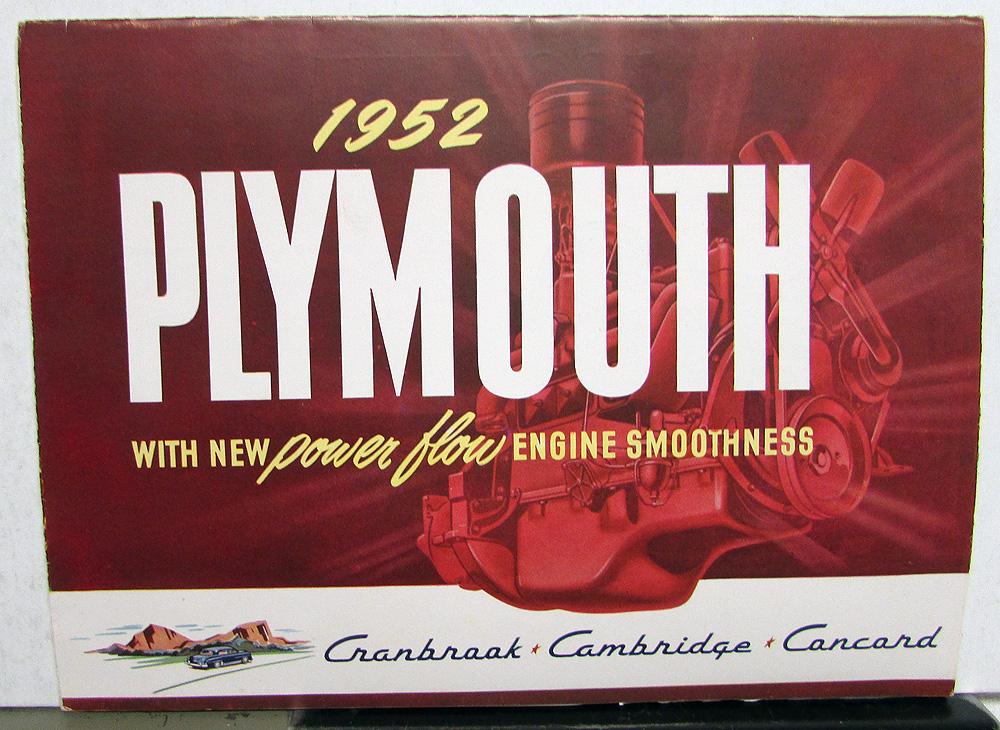 1952
PLYMOUTH
WITH NEW power flow ENGINE SMOOTHNESS
Cranbrook ★ Cambridge ★ Concord